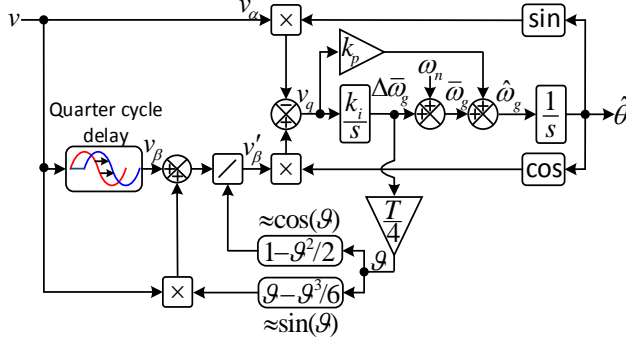 v
v_α
×
sin
k_p
v_q
k_i/s
Δω̄_g
ω_n
ω̄_g
ω̂_g
1/s
θ̂
Quarter cycle
delay
v_β
/
v′_β
×
cos
T/4
≈cos(ϑ)
1−ϑ²/2
ϑ
×
ϑ−ϑ³/6
≈sin(ϑ)